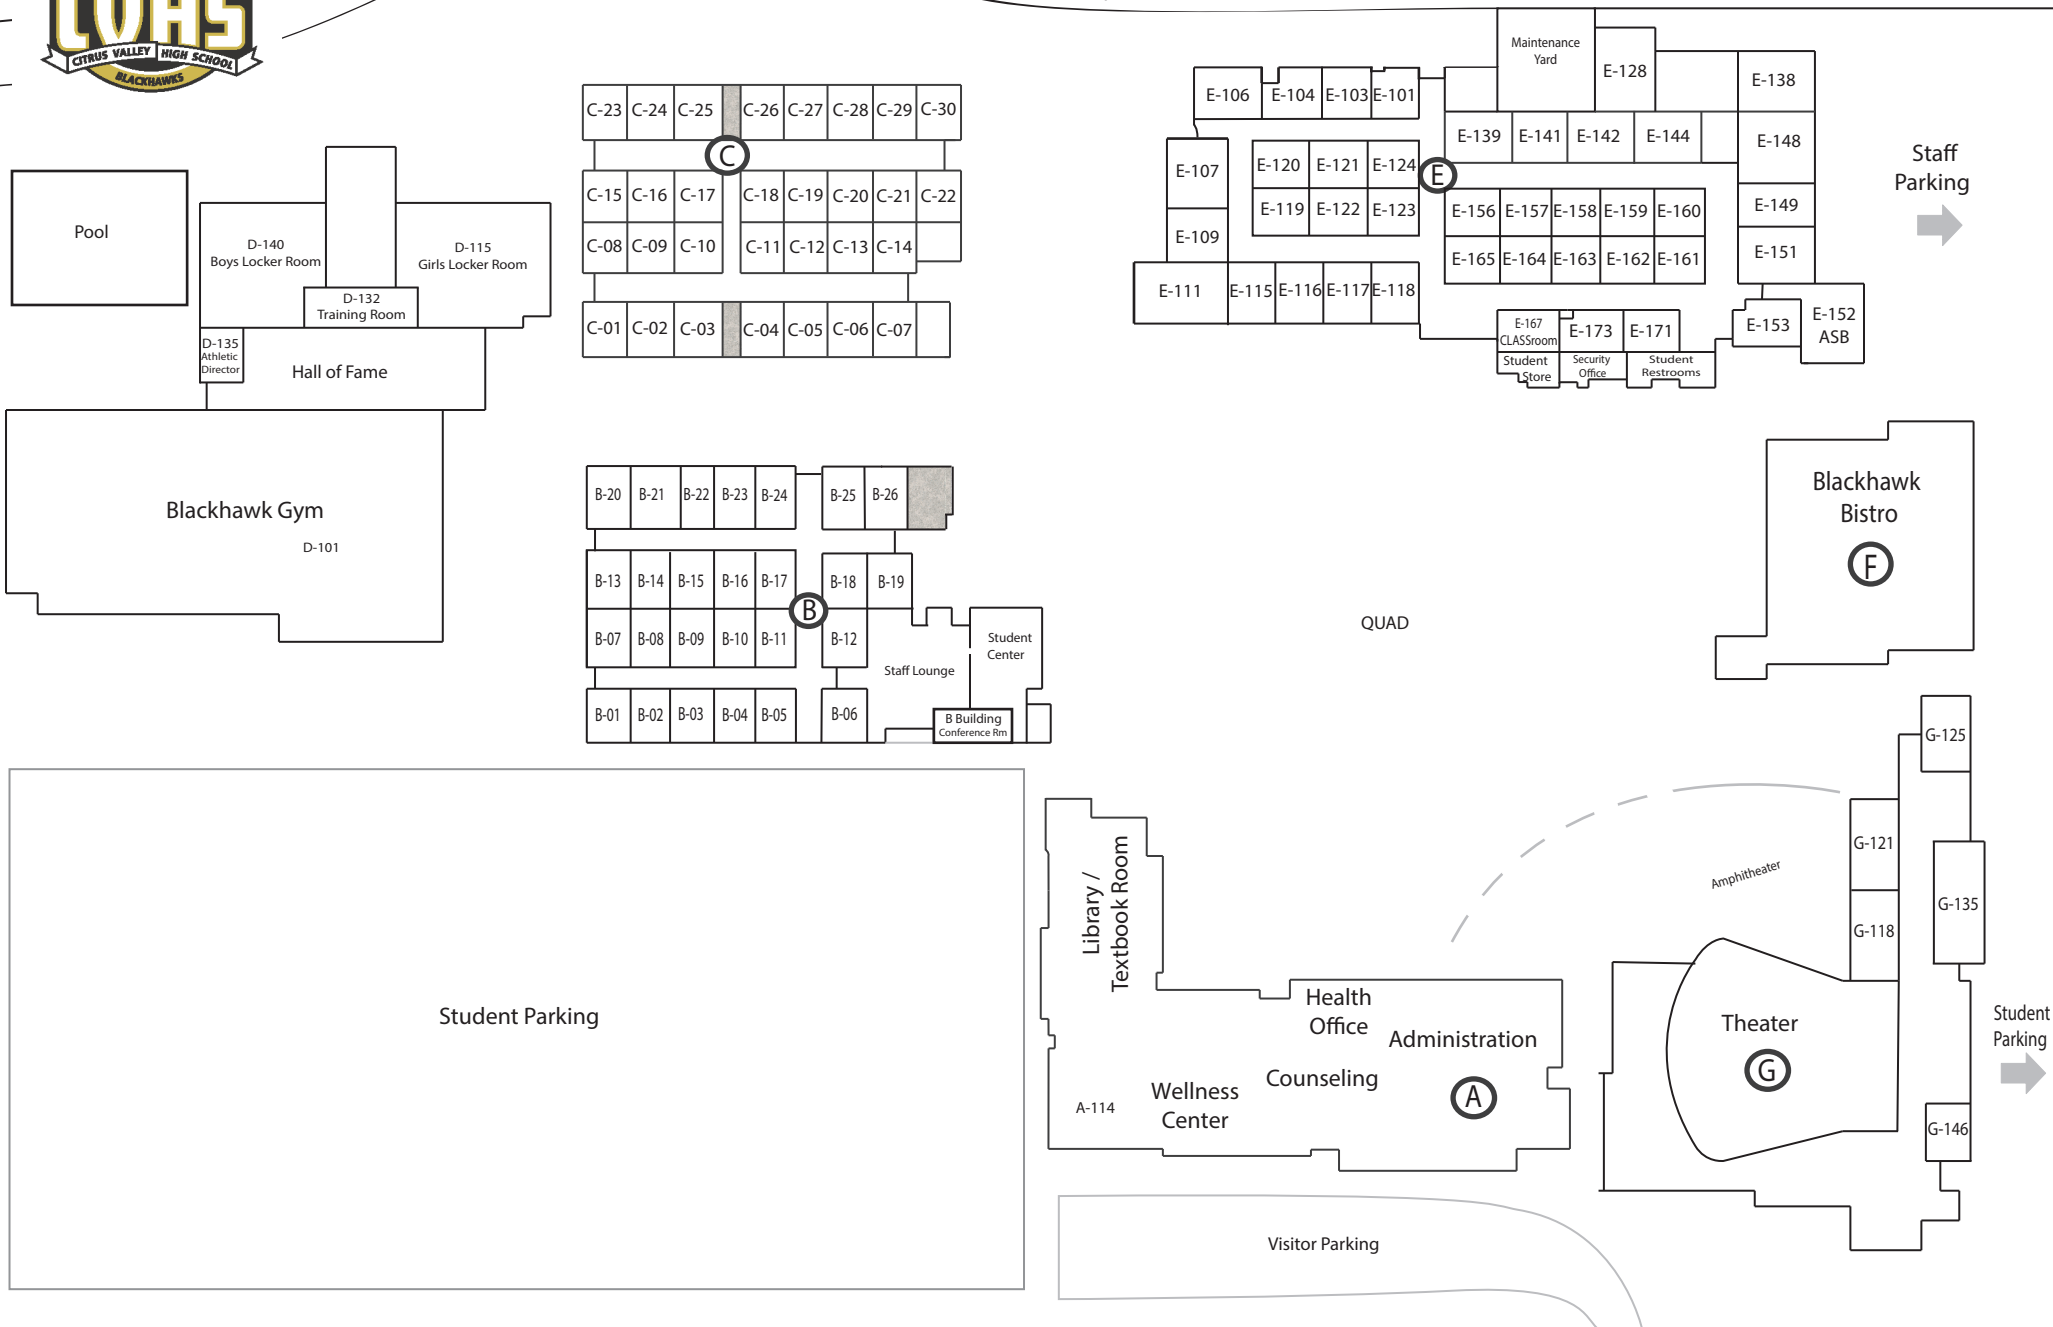 CVHS
CITRUS VALLEY HIGH SCHOOL
BLACKHAWKS
Pool
D-140
Boys Locker Room
D-115
Girls Locker Room
D-132
Training Room
D-135
Athletic
Director
Hall of Fame
Blackhawk Gym
D-101
C-23 C-24 C-25 C-26 C-27 C-28 C-29 C-30
C
C-15 C-16 C-17 C-18 C-19 C-20 C-21 C-22
C-08 C-09 C-10 C-11 C-12 C-13 C-14
C-01 C-02 C-03 C-04 C-05 C-06 C-07
B-20 B-21 B-22 B-23 B-24 B-25 B-26
B-13 B-14 B-15 B-16 B-17 B-18 B-19
B
B-07 B-08 B-09 B-10 B-11 B-12
Staff Lounge
Student
Center
B-01 B-02 B-03 B-04 B-05 B-06
B Building
Conference Rm
Maintenance
Yard
E-128
E-138
E-106 E-104 E-103 E-101
E-139 E-141 E-142 E-144
E-148
E-107
E-120 E-121 E-124
E
E-119 E-122 E-123
E-109
E-156 E-157 E-158 E-159 E-160
E-149
E-165 E-164 E-163 E-162 E-161
E-151
E-111 E-115 E-116 E-117 E-118
E-167
CLASSroom
E-173 E-171
E-153
E-152
ASB
Student
Store
Security
Office
Student
Restrooms
Staff
Parking
Blackhawk
Bistro
F
QUAD
G-125
G-121
G-135
G-118
Amphitheater
Theater
G
G-146
Student
Parking
Library /
Textbook Room
Health
Office
Administration
Counseling
A
Wellness
Center
A-114
Student Parking
Visitor Parking